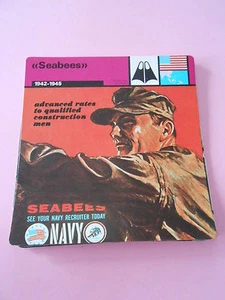 «Seabees»
1942-1945
advanced rates
to qualified
construction
men
SEABEES
SEE YOUR NAVY RECRUITER TODAY
NAVY